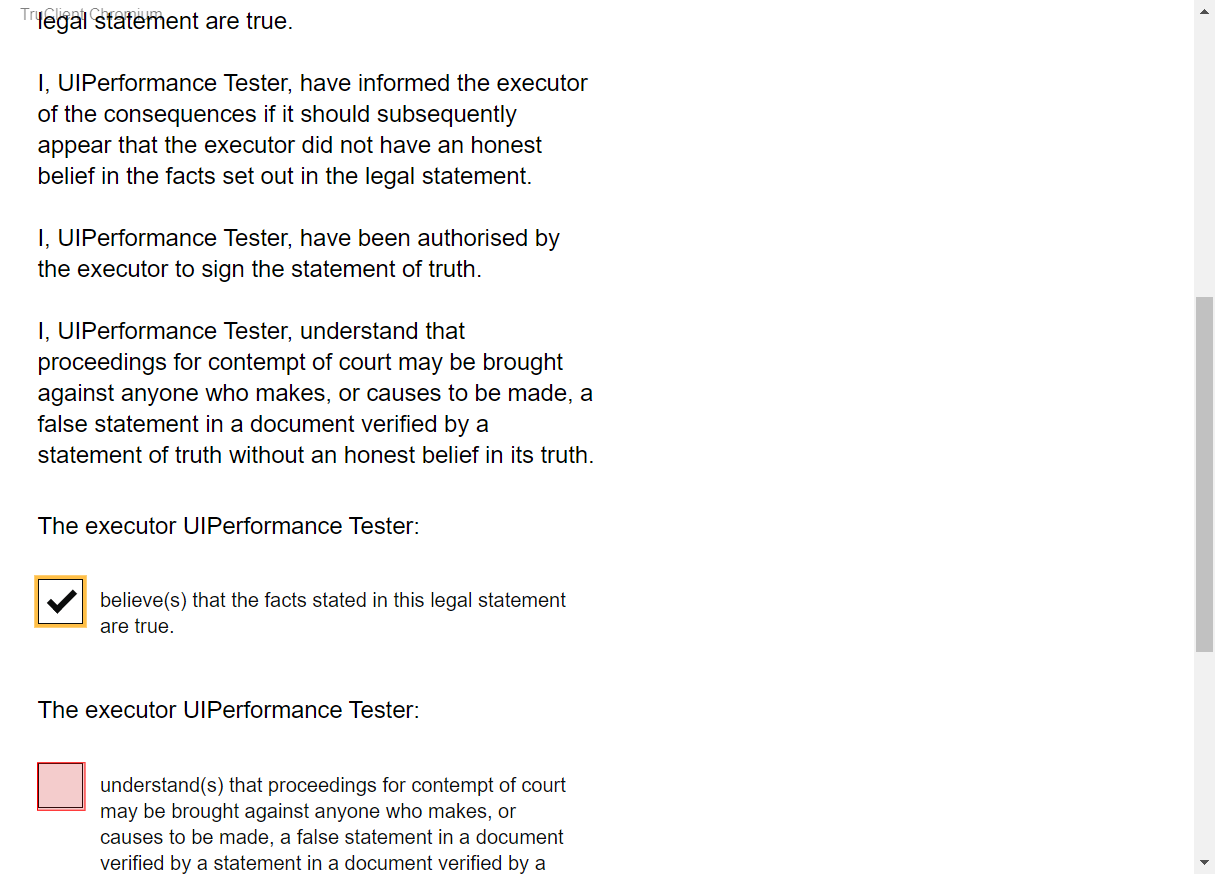 TruClient Chromium
legal statement are true.
I, UIPerformance Tester, have informed the executor
of the consequences if it should subsequently
appear that the executor did not have an honest
belief in the facts set out in the legal statement.
I, UIPerformance Tester, have been authorised by
the executor to sign the statement of truth.
I, UIPerformance Tester, understand that
proceedings for contempt of court may be brought
against anyone who makes, or causes to be made, a
false statement in a document verified by a
statement of truth without an honest belief in its truth.
The executor UIPerformance Tester:
believe(s) that the facts stated in this legal statement
are true.
The executor UIPerformance Tester:
understand(s) that proceedings for contempt of court
may be brought against anyone who makes, or
causes to be made, a false statement in a document
verified by a statement in a document verified by a